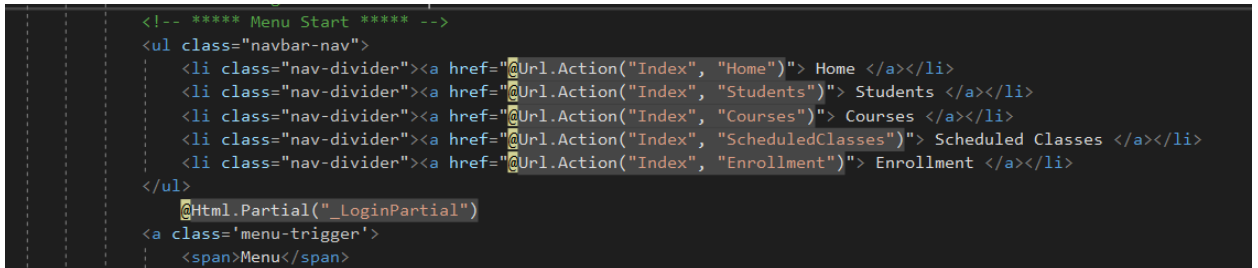 <!-- ***** Menu Start ***** -->
<ul class="navbar-nav">
<li class="nav-divider"><a href="@Url.Action("Index", "Home")"> Home </a></li>
<li class="nav-divider"><a href="@Url.Action("Index", "Students")"> Students </a></li>
<li class="nav-divider"><a href="@Url.Action("Index", "Courses")"> Courses </a></li>
<li class="nav-divider"><a href="@Url.Action("Index", "ScheduledClasses")"> Scheduled Classes </a></li>
<li class="nav-divider"><a href="@Url.Action("Index", "Enrollment")"> Enrollment </a></li>
</ul>
@Html.Partial("_LoginPartial")
<a class='menu-trigger'>
<span>Menu</span>